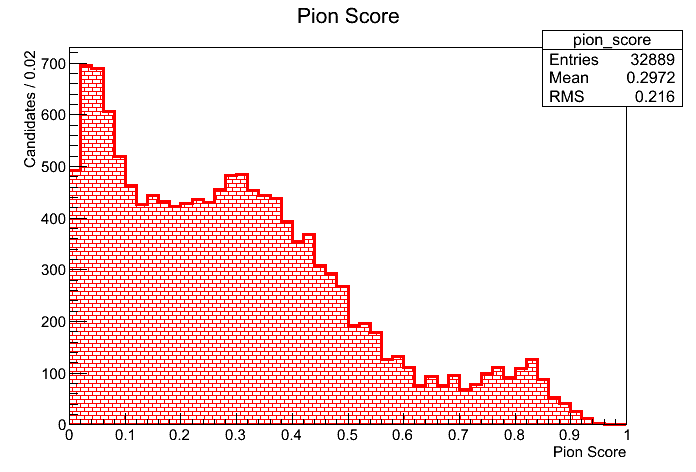 Pion Score
pion_score
Entries 32889
Mean 0.2972
RMS 0.216
Candidates / 0.02
700
600
500
400
300
200
100
0
0 0.1 0.2 0.3 0.4 0.5 0.6 0.7 0.8 0.9 1
Pion Score